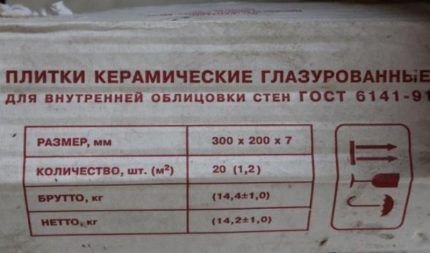 ПЛИТКИ КЕРАМИЧЕСКИЕ ГЛАЗУРОВАННЫЕ
ДЛЯ ВНУТРЕННЕЙ ОБЛИЦОВКИ СТЕН ГОСТ 6141-91
РАЗМЕР, мм 300 x 200 x 7
КОЛИЧЕСТВО, шт. (м²) 20 (1,2)
БРУТТО, кг (14,4±1,0)
НЕТТО, кг (14,2±1,0)